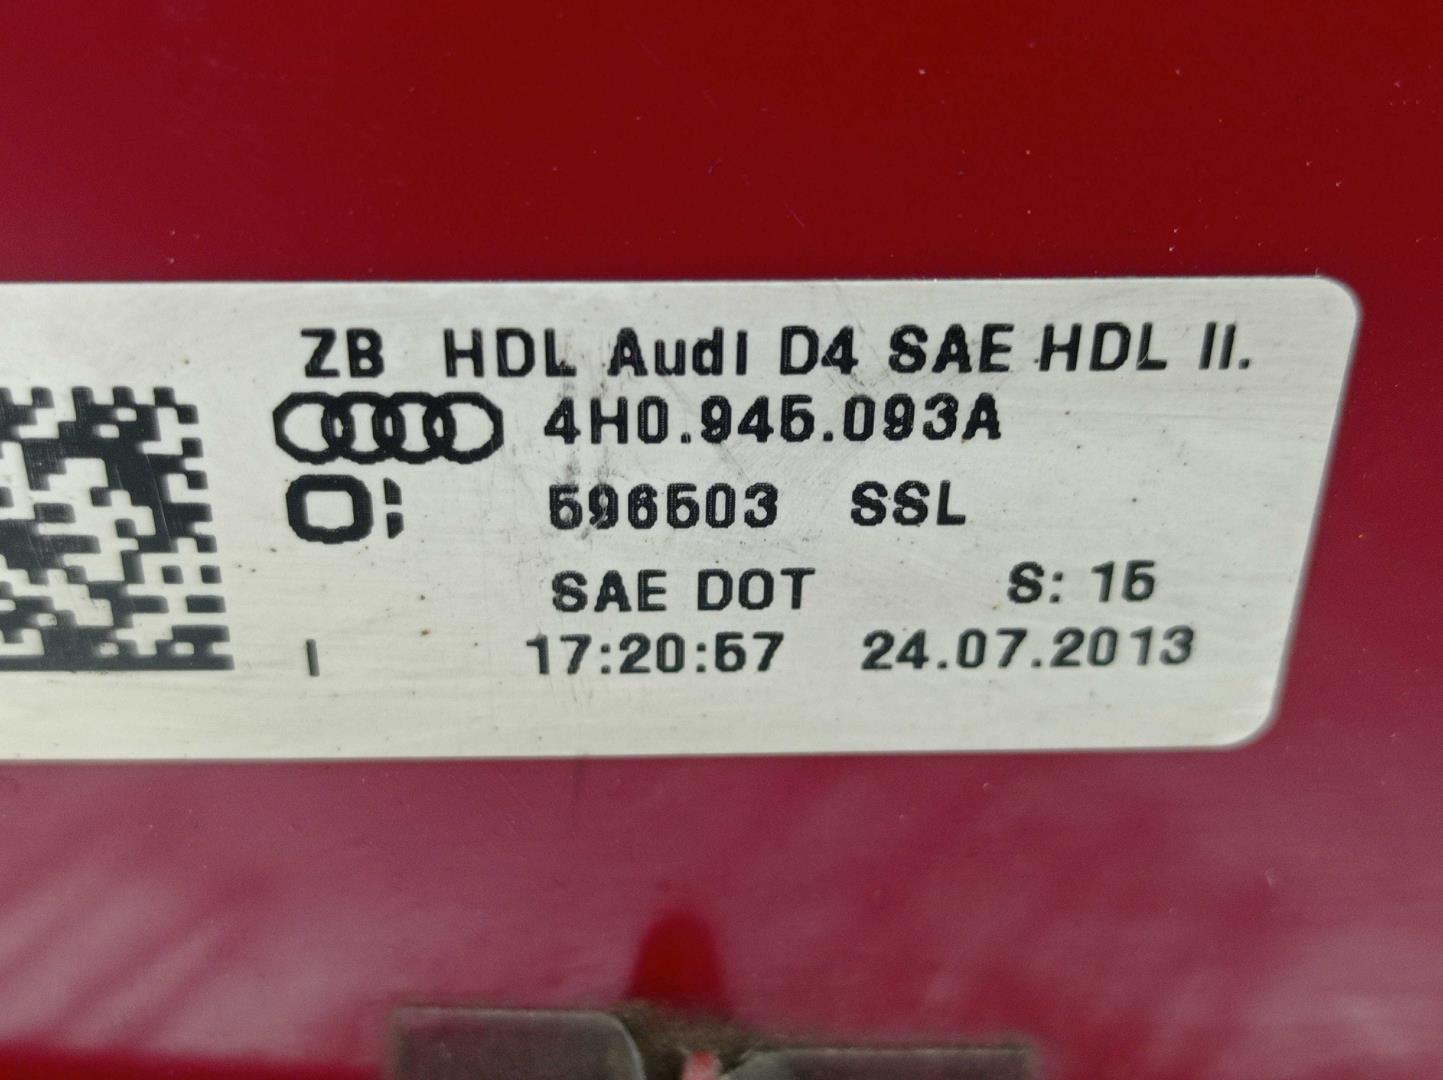 ZB HDL Audi D4 SAE HDL II.
4H0.945.093A
596503 SSL
SAE DOT S: 15
I 17:20:57 24.07.2013